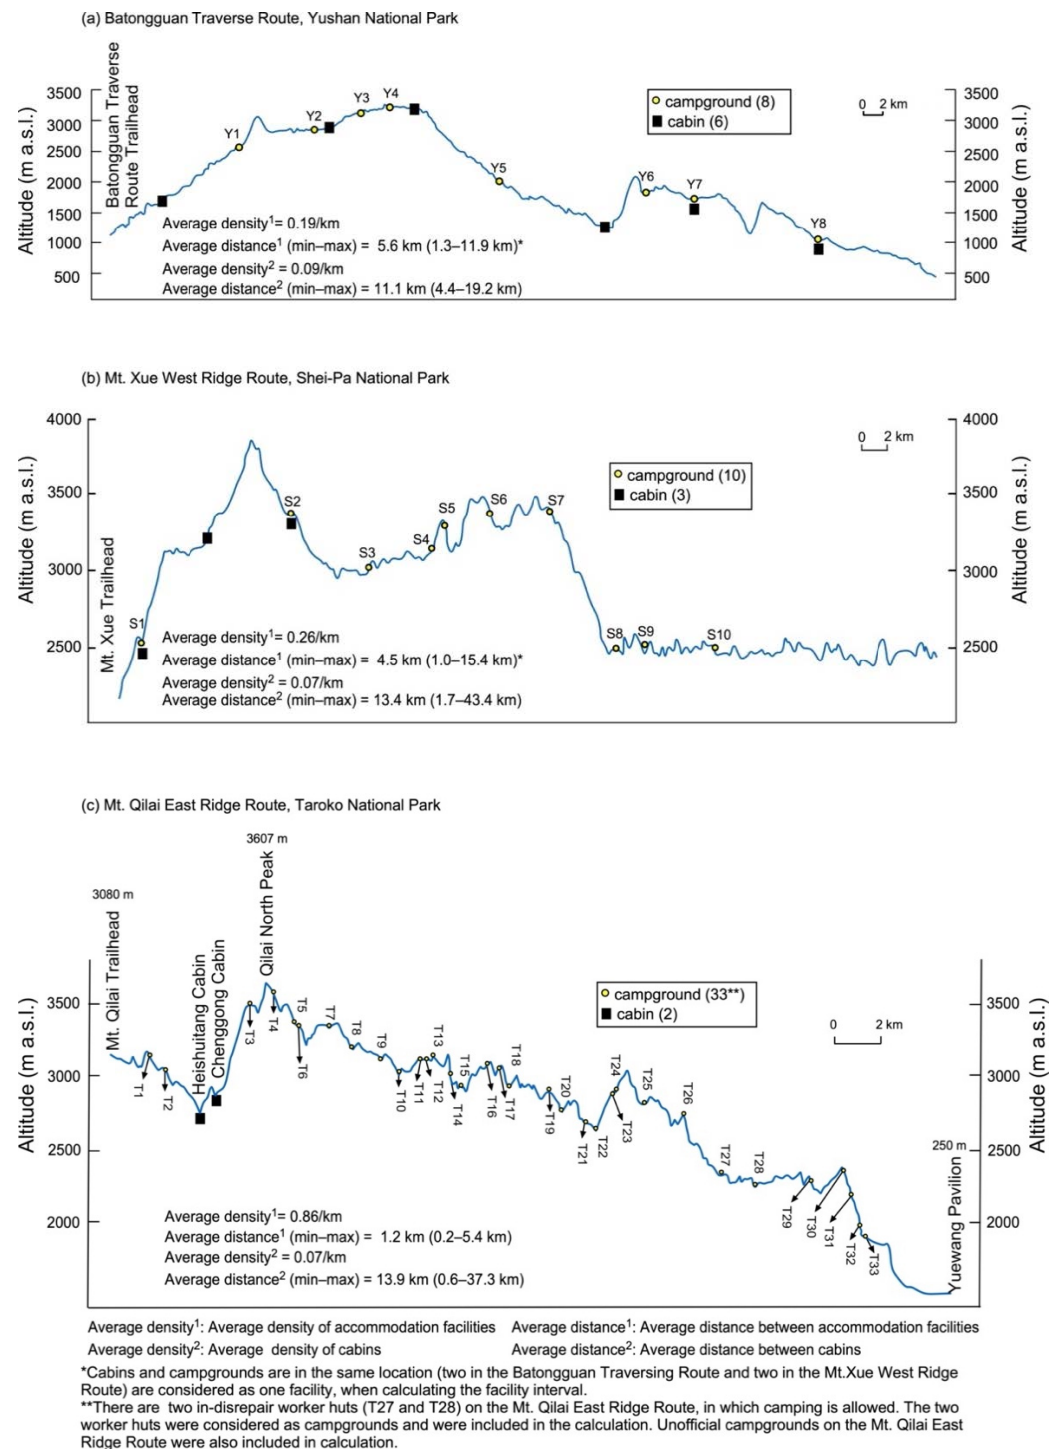 (a) Batongguan Traverse Route, Yushan National Park
Batongguan Traverse
Route Trailhead
Altitude (m a.s.l.)
3500
3000
2500
2000
1500
1000
500
Y1
Y2
Y3
Y4
Y5
Y6
Y7
Y8
campground (8)
cabin (6)
0 2 km
3500
3000
2500
2000
1500
1000
500
Altitude (m a.s.l.)
Average density1= 0.19/km
Average distance1 (min–max) = 5.6 km (1.3–11.9 km)*
Average density2 = 0.09/km
Average distance2 (min–max) = 11.1 km (4.4–19.2 km)
(b) Mt. Xue West Ridge Route, Shei-Pa National Park
Altitude (m a.s.l.)
4000
3500
3000
2500
Mt. Xue Trailhead
S1
S2
S3
S4
S5
S6
S7
S8
S9
S10
campground (10)
cabin (3)
0 2 km
4000
3500
3000
2500
Altitude (m a.s.l.)
Average density1= 0.26/km
Average distance1 (min–max) = 4.5 km (1.0–15.4 km)*
Average density2 = 0.07/km
Average distance2 (min–max) = 13.4 km (1.7–43.4 km)
(c) Mt. Qilai East Ridge Route, Taroko National Park
3607 m
Qilai North Peak
3080 m
Mt. Qilai Trailhead
Heishuitang Cabin
Chenggong Cabin
Altitude (m a.s.l.)
3500
3000
2500
2000
T1
T2
T3
T4
T5
T6
T7
T8
T9
T10
T11
T12
T13
T14
T15
T16
T17
T18
T19
T20
T21
T22
T23
T24
T25
T26
T27
T28
T29
T30
T31
T32
T33
campground (33**)
cabin (2)
0 2 km
3500
3000
2500
2000
Altitude (m a.s.l.)
250 m
Yuewang Pavilion
Average density1= 0.86/km
Average distance1 (min–max) = 1.2 km (0.2–5.4 km)
Average density2 = 0.07/km
Average distance2 (min–max) = 13.9 km (0.6–37.3 km)
Average density1: Average density of accommodation facilities Average distance1: Average distance between accommodation facilities
Average density2: Average density of cabins Average distance2: Average distance between cabins
*Cabins and campgrounds are in the same location (two in the Batongguan Traversing Route and two in the Mt.Xue West Ridge
Route) are considered as one facility, when calculating the facility interval.
**There are two in-disrepair worker huts (T27 and T28) on the Mt. Qilai East Ridge Route, in which camping is allowed. The two
worker huts were considered as campgrounds and were included in the calculation. Unofficial campgrounds on the Mt. Qilai East
Ridge Route were also included in calculation.